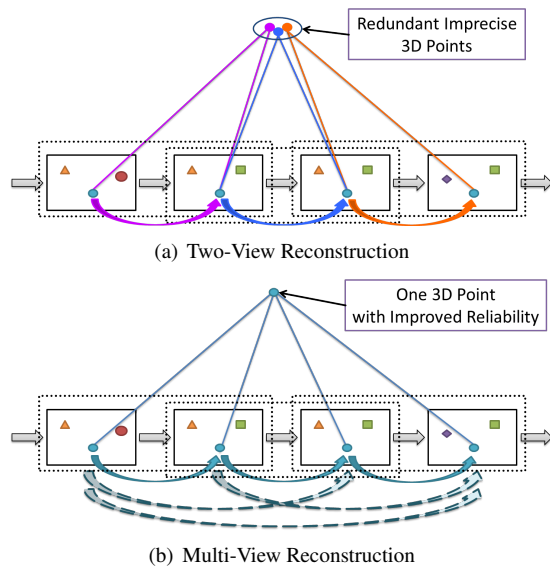 Redundant Imprecise
3D Points
(a) Two-View Reconstruction
One 3D Point
with Improved Reliability
(b) Multi-View Reconstruction